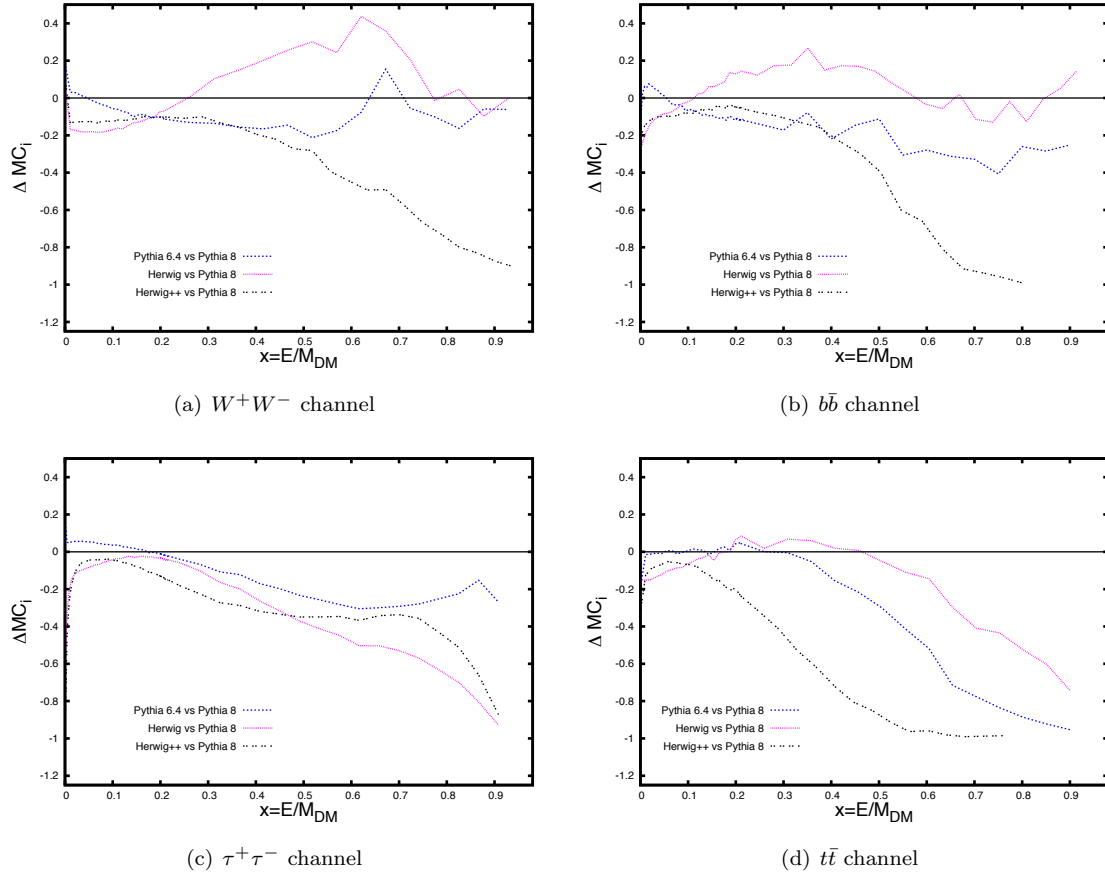 0.4
0.2
0
-0.2
-0.4
-0.6
-0.8
-1
-1.2
Δ MCi
Pythia 6.4 vs Pythia 8
Herwig vs Pythia 8
Herwig++ vs Pythia 8
0 0.1 0.2 0.3 0.4 0.5 0.6 0.7 0.8 0.9
x=E/MDM
(a) W+W− channel
0.4
0.2
0
-0.2
-0.4
-0.6
-0.8
-1
-1.2
Δ MCi
Pythia 6.4 vs Pythia 8
Herwig vs Pythia 8
Herwig++ vs Pythia 8
0 0.1 0.2 0.3 0.4 0.5 0.6 0.7 0.8 0.9
x=E/MDM
(b) bb̄ channel
0.4
0.2
0
-0.2
-0.4
-0.6
-0.8
-1
-1.2
ΔMCi
Pythia 6.4 vs Pythia 8
Herwig vs Pythia 8
Herwig++ vs Pythia 8
0 0.1 0.2 0.3 0.4 0.5 0.6 0.7 0.8 0.9
x=E/MDM
(c) τ+τ− channel
0.4
0.2
0
-0.2
-0.4
-0.6
-0.8
-1
-1.2
Δ MCi
Pythia 6.4 vs Pythia 8
Herwig vs Pythia 8
Herwig++ vs Pythia 8
0 0.1 0.2 0.3 0.4 0.5 0.6 0.7 0.8 0.9
x=E/MDM
(d) tt̄ channel